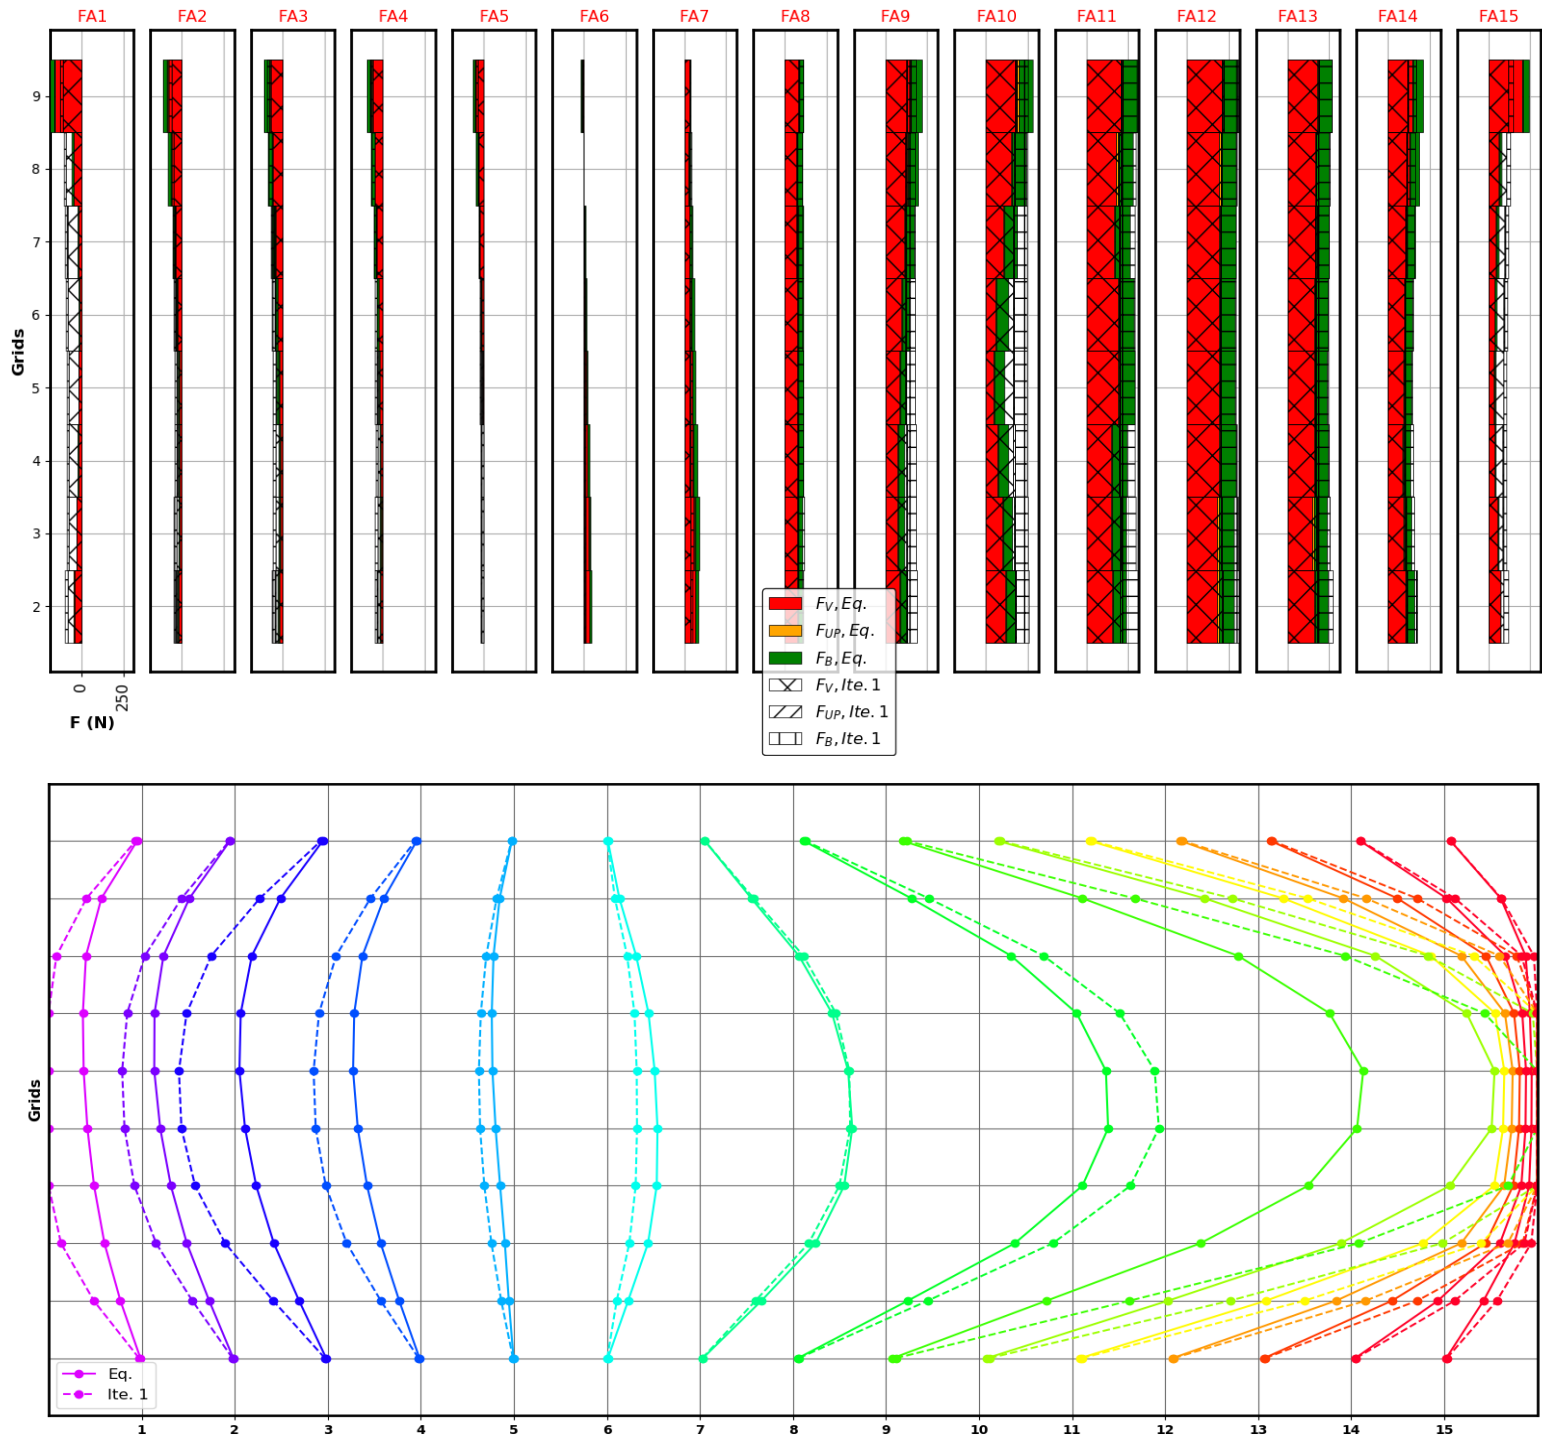 FA1 FA2 FA3 FA4 FA5 FA6 FA7 FA8 FA9 FA10 FA11 FA12 FA13 FA14 FA15
9
8
7
6
5
4
3
2
Grids
0 250
F (N)
F_V, Eq.
F_UP, Eq.
F_B, Eq.
F_V, Ite. 1
F_UP, Ite. 1
F_B, Ite. 1
Grids
Eq.
Ite. 1
1 2 3 4 5 6 7 8 9 10 11 12 13 14 15